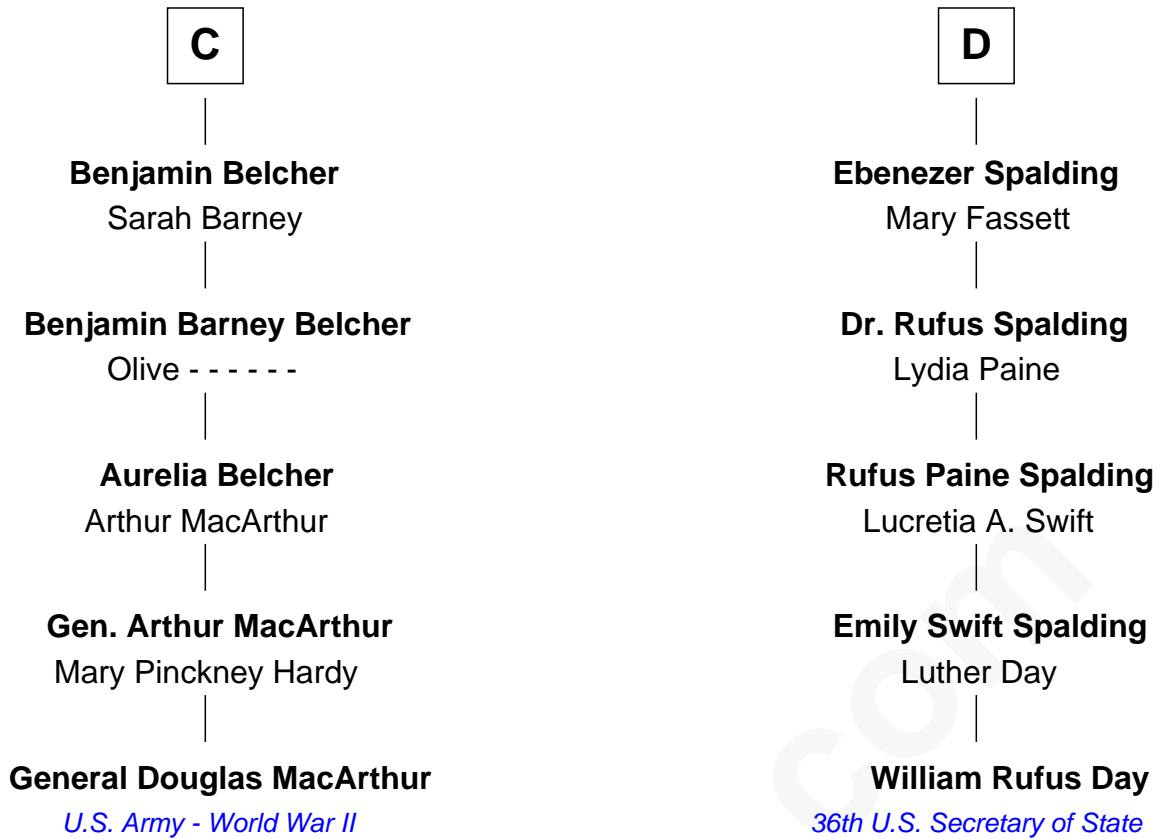 C
Benjamin Belcher
Sarah Barney
Benjamin Barney Belcher
Olive - - - - - -
Aurelia Belcher
Arthur MacArthur
Gen. Arthur MacArthur
Mary Pinckney Hardy
General Douglas MacArthur
U.S. Army - World War II
D
Ebenezer Spalding
Mary Fassett
Dr. Rufus Spalding
Lydia Paine
Rufus Paine Spalding
Lucretia A. Swift
Emily Swift Spalding
Luther Day
William Rufus Day
36th U.S. Secretary of State
com